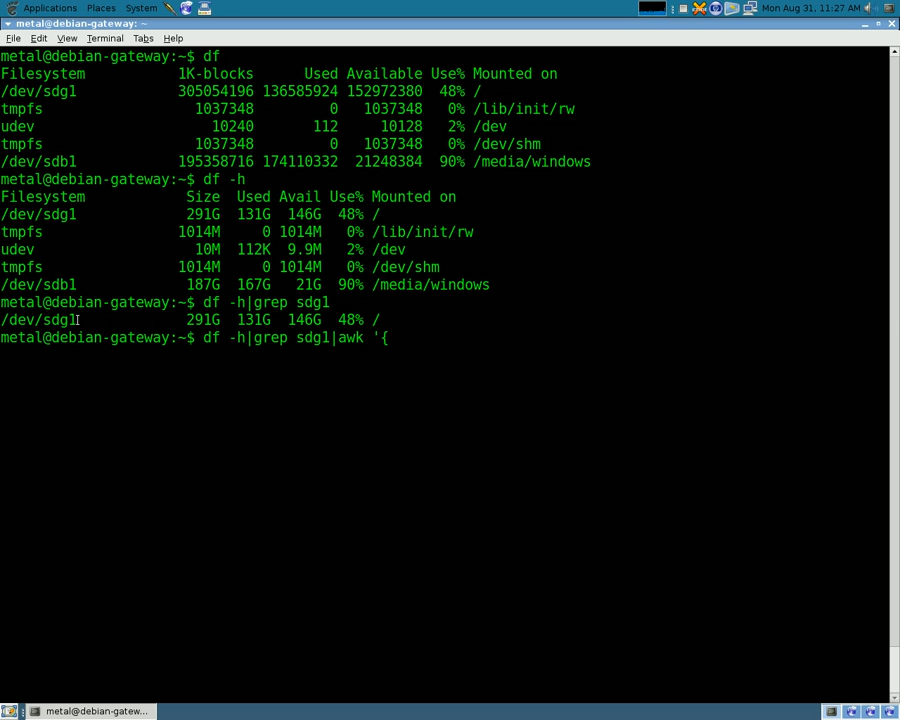 Applications Places System Mon Aug 31, 11:27 AM
metal@debian-gateway: ~
File Edit View Terminal Tabs Help
metal@debian-gateway:~$ df
Filesystem 1K-blocks Used Available Use% Mounted on
/dev/sdg1 305054196 136585924 152972380 48% /
tmpfs 1037348 0 1037348 0% /lib/init/rw
udev 10240 112 10128 2% /dev
tmpfs 1037348 0 1037348 0% /dev/shm
/dev/sdb1 195358716 174110332 21248384 90% /media/windows
metal@debian-gateway:~$ df -h
Filesystem Size Used Avail Use% Mounted on
/dev/sdg1 291G 131G 146G 48% /
tmpfs 1014M 0 1014M 0% /lib/init/rw
udev 10M 112K 9.9M 2% /dev
tmpfs 1014M 0 1014M 0% /dev/shm
/dev/sdb1 187G 167G 21G 90% /media/windows
metal@debian-gateway:~$ df -h|grep sdg1
/dev/sdg1 291G 131G 146G 48% /
metal@debian-gateway:~$ df -h|grep sdg1|awk '{
metal@debian-gatew...